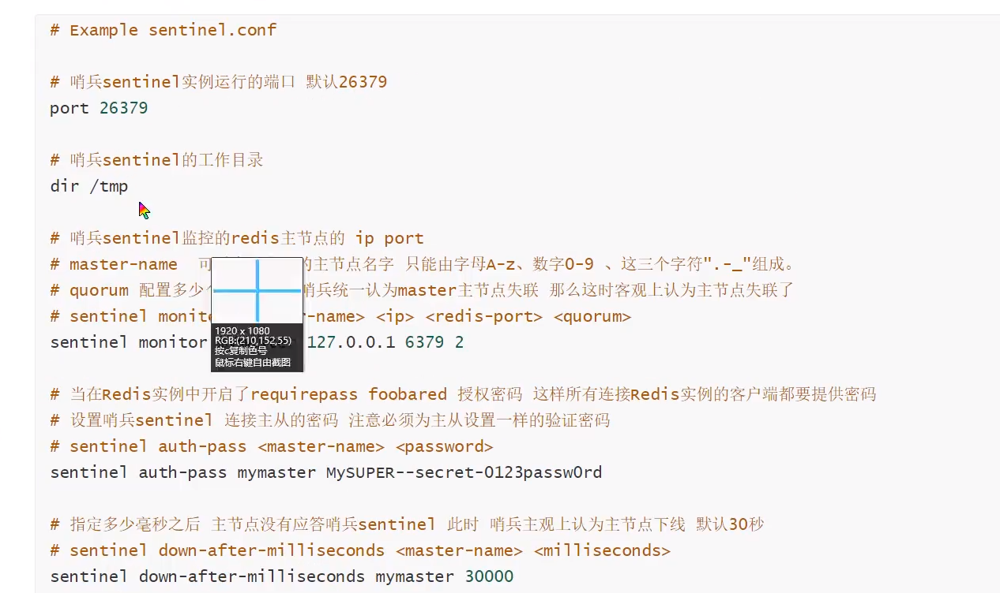 # Example sentinel.conf
# 哨兵sentinel实例运行的端口 默认26379
port 26379
# 哨兵sentinel的工作目录
dir /tmp
# 哨兵sentinel监控的redis主节点的 ip port
# master-name 可 的主节点名字 只能由字母A-z、数字0-9 、这三个字符".-_"组成。
# quorum 配置多少 哨兵统一认为master主节点失联 那么这时客观上认为主节点失联了
# sentinel monit -name> <ip> <redis-port> <quorum>
sentinel monitor 127.0.0.1 6379 2
1920 x 1080
RGB:(210,152,55)
按c复制色号
鼠标右键自由截图
# 当在Redis实例中开启了requirepass foobared 授权密码 这样所有连接Redis实例的客户端都要提供密码
# 设置哨兵sentinel 连接主从的密码 注意必须为主从设置一样的验证密码
# sentinel auth-pass <master-name> <password>
sentinel auth-pass mymaster MySUPER--secret-0123passw0rd
# 指定多少毫秒之后 主节点没有应答哨兵sentinel 此时 哨兵主观上认为主节点下线 默认30秒
# sentinel down-after-milliseconds <master-name> <milliseconds>
sentinel down-after-milliseconds mymaster 30000